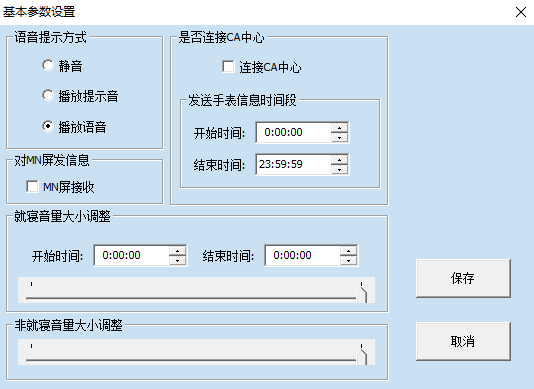 基本参数设置
语音提示方式
静音
播放提示音
播放语音
是否连接CA中心
连接CA中心
发送手表信息时间段
开始时间: 0:00:00
结束时间: 23:59:59
对MN屏发信息
MN屏接收
就寝音量大小调整
开始时间: 0:00:00 结束时间: 0:00:00
非就寝音量大小调整
保存
取消